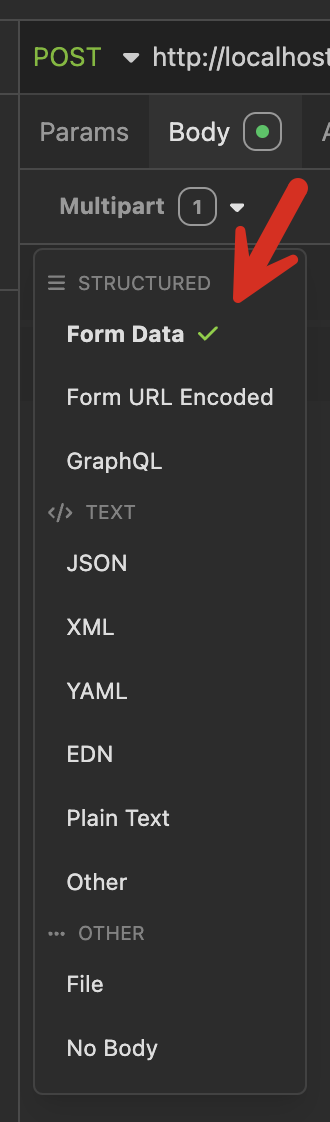 POST http://localhost
Params Body
Multipart 1
STRUCTURED
Form Data
Form URL Encoded
GraphQL
</> TEXT
JSON
XML
YAML
EDN
Plain Text
Other
... OTHER
File
No Body